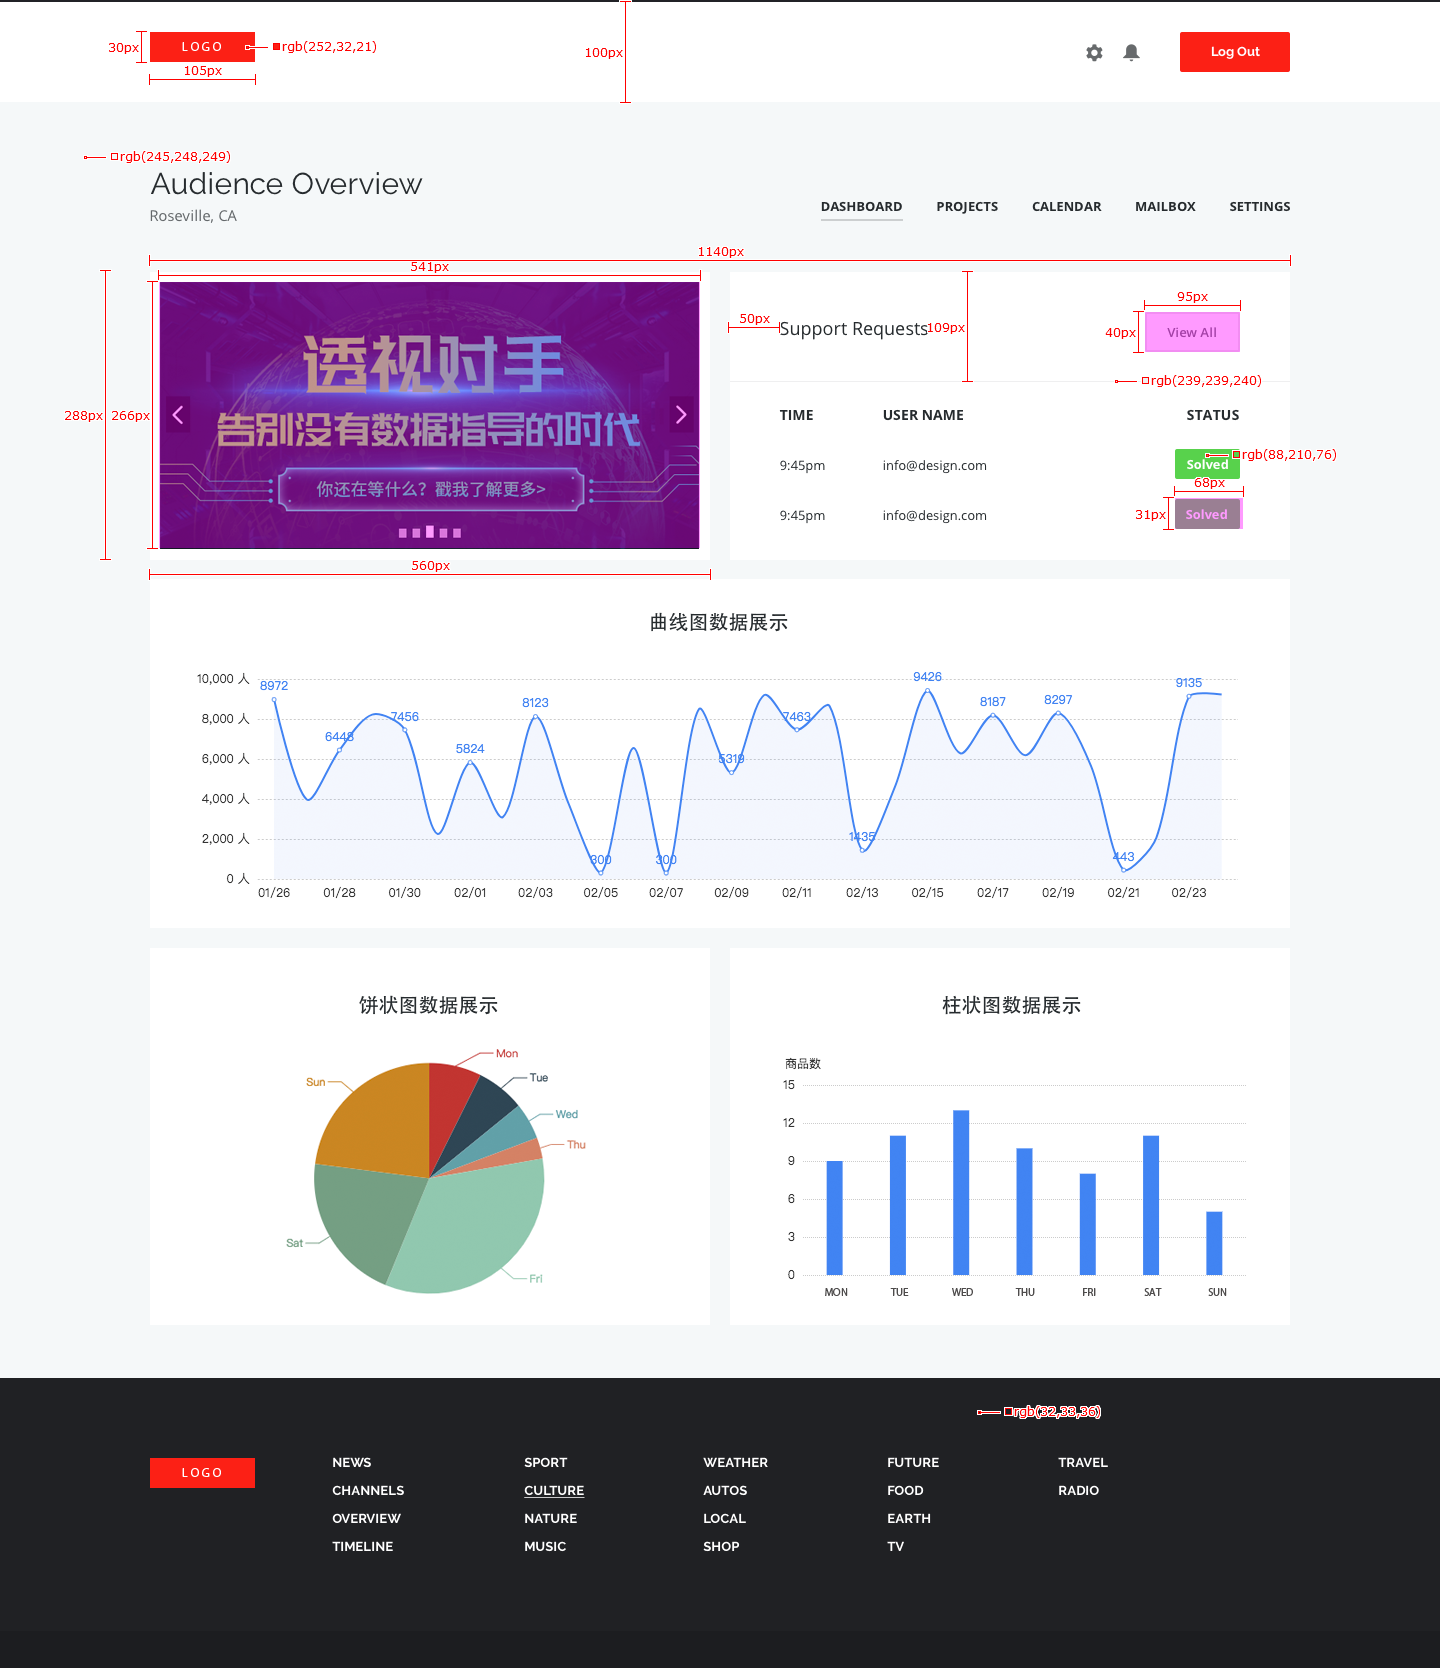 30px
LOGO
rgb(252,32,21)
105px
100px
Log Out
rgb(245,248,249)
Audience Overview
Roseville, CA
DASHBOARD
PROJECTS
CALENDAR
MAILBOX
SETTINGS
1140px
541px
288px
266px
透视对手
告别没有数据指导的时代
你还在等什么？戳我了解更多>
560px
50px
Support Requests
109px
95px
40px
View All
rgb(239,239,240)
TIME USER NAME STATUS
9:45pm info@design.com Solved
rgb(88,210,76)
68px
31px
9:45pm info@design.com Solved
曲线图数据展示
10,000 人
8,000 人
6,000 人
4,000 人
2,000 人
0 人
8972
6448
7456
5824
8123
300
300
5319
7463
1435
9426
8187
8297
443
9135
01/26 01/28 01/30 02/01 02/03 02/05 02/07 02/09 02/11 02/13 02/15 02/17 02/19 02/21 02/23
饼状图数据展示
Mon
Tue
Wed
Thu
Fri
Sat
Sun
柱状图数据展示
商品数
15
12
9
6
3
0
MON TUE WED THU FRI SAT SUN
rgb(32,33,36)
LOGO
NEWS
CHANNELS
OVERVIEW
TIMELINE
SPORT
CULTURE
NATURE
MUSIC
WEATHER
AUTOS
LOCAL
SHOP
FUTURE
FOOD
EARTH
TV
TRAVEL
RADIO